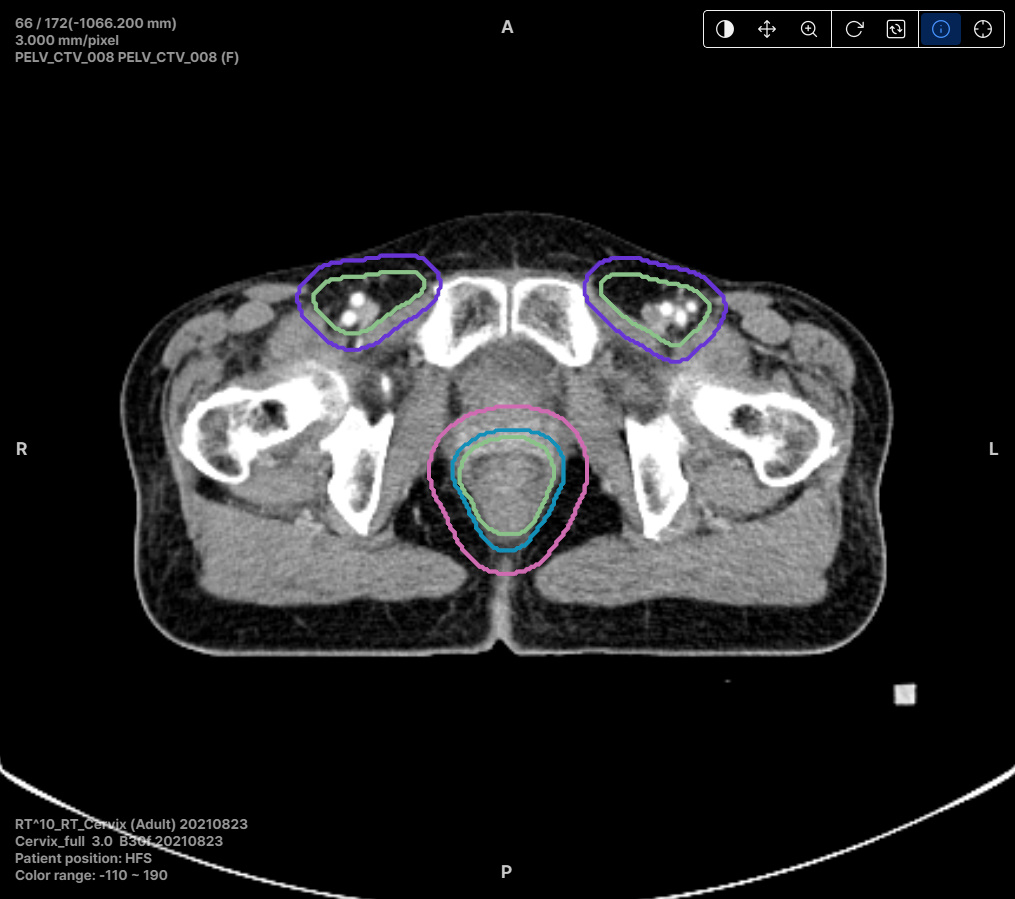 66 / 172(-1066.200 mm)
3.000 mm/pixel
PELV_CTV_008 PELV_CTV_008 (F)
A
R
L
RT^10_RT_Cervix (Adult) 20210823
Cervix_full  3.0  B30f 20210823
Patient position: HFS
Color range: -110 ~ 190
P